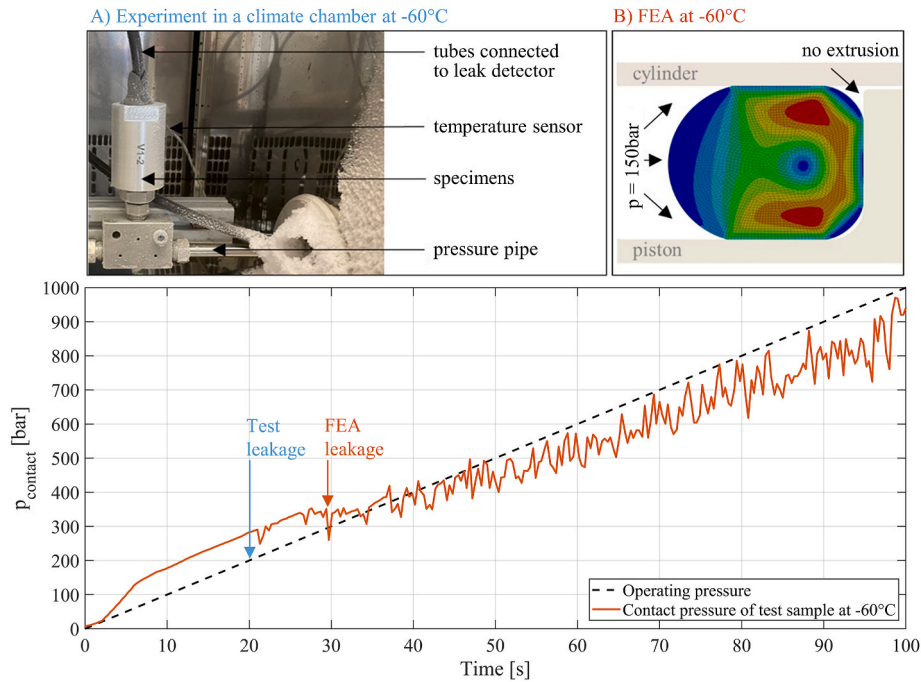 A) Experiment in a climate chamber at -60°C
tubes connected
to leak detector
temperature sensor
specimens
pressure pipe
V1-2
B) FEA at -60°C
no extrusion
cylinder
p = 150bar
piston
1000
900
800
700
600
500
400
300
200
100
0
p_contact [bar]
Test
leakage
FEA
leakage
Operating pressure
Contact pressure of test sample at -60°C
0 10 20 30 40 50 60 70 80 90 100
Time [s]